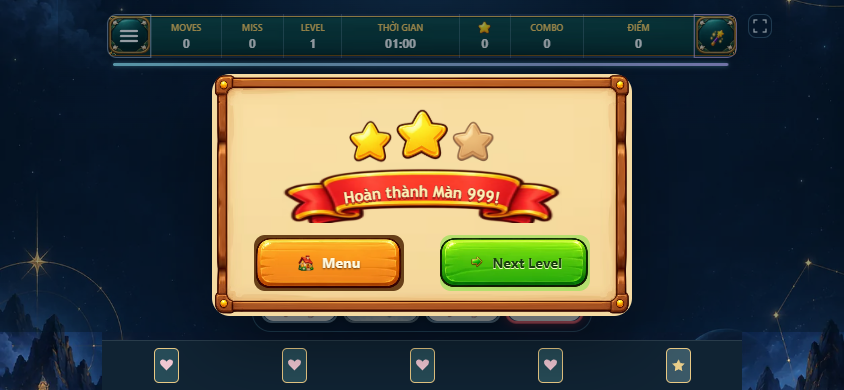 MOVES MISS LEVEL THỜI GIAN COMBO ĐIỂM
0 0 1 01:00 0 0 0
Hoàn thành Màn 999!
Menu Next Level